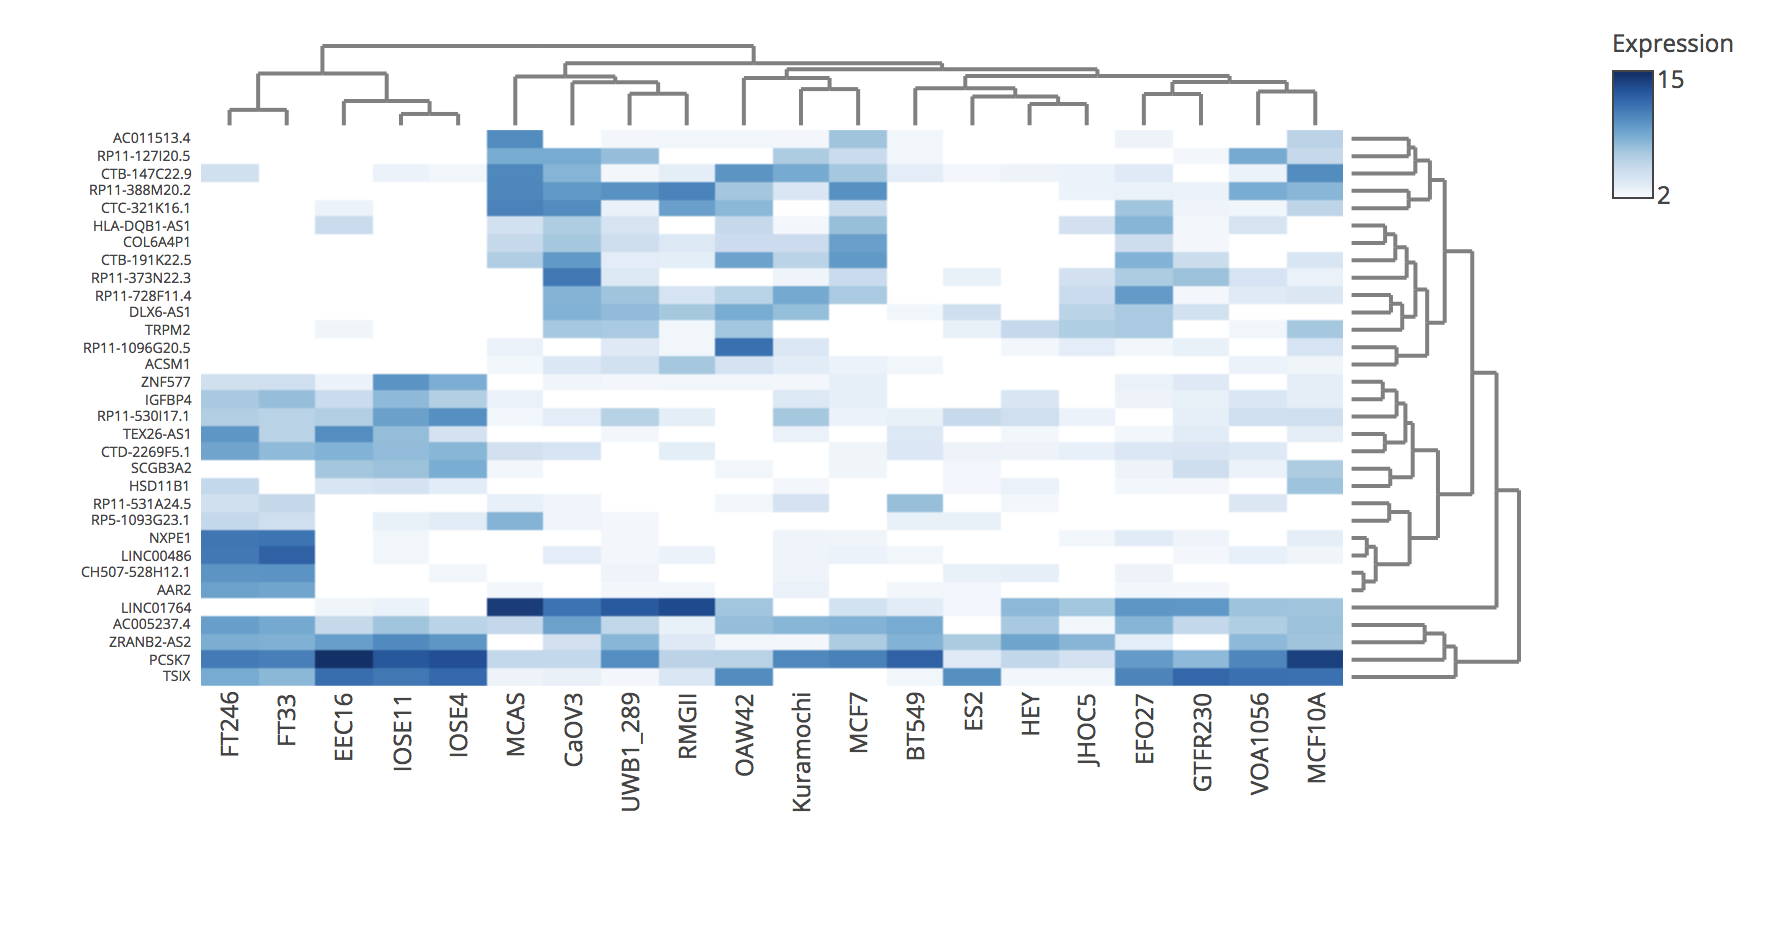 Expression
15
2
AC011513.4
RP11-127I20.5
CTB-147C22.9
RP11-388M20.2
CTC-321K16.1
HLA-DQB1-AS1
COL6A4P1
CTB-191K22.5
RP11-373N22.3
RP11-728F11.4
DLX6-AS1
TRPM2
RP11-1096G20.5
ACSM1
ZNF577
IGFBP4
RP11-530I17.1
TEX26-AS1
CTD-2269F5.1
SCGB3A2
HSD11B1
RP11-531A24.5
RP5-1093G23.1
NXPE1
LINC00486
CH507-528H12.1
AAR2
LINC01764
AC005237.4
ZRANB2-AS2
PCSK7
TSIX
FT246
FT33
EEC16
IOSE11
IOSE4
MCAS
CaOV3
UWB1_289
RMGII
OAW42
Kuramochi
MCF7
BT549
ES2
HEY
JHOC5
EFO27
GTFR230
VOA1056
MCF10A